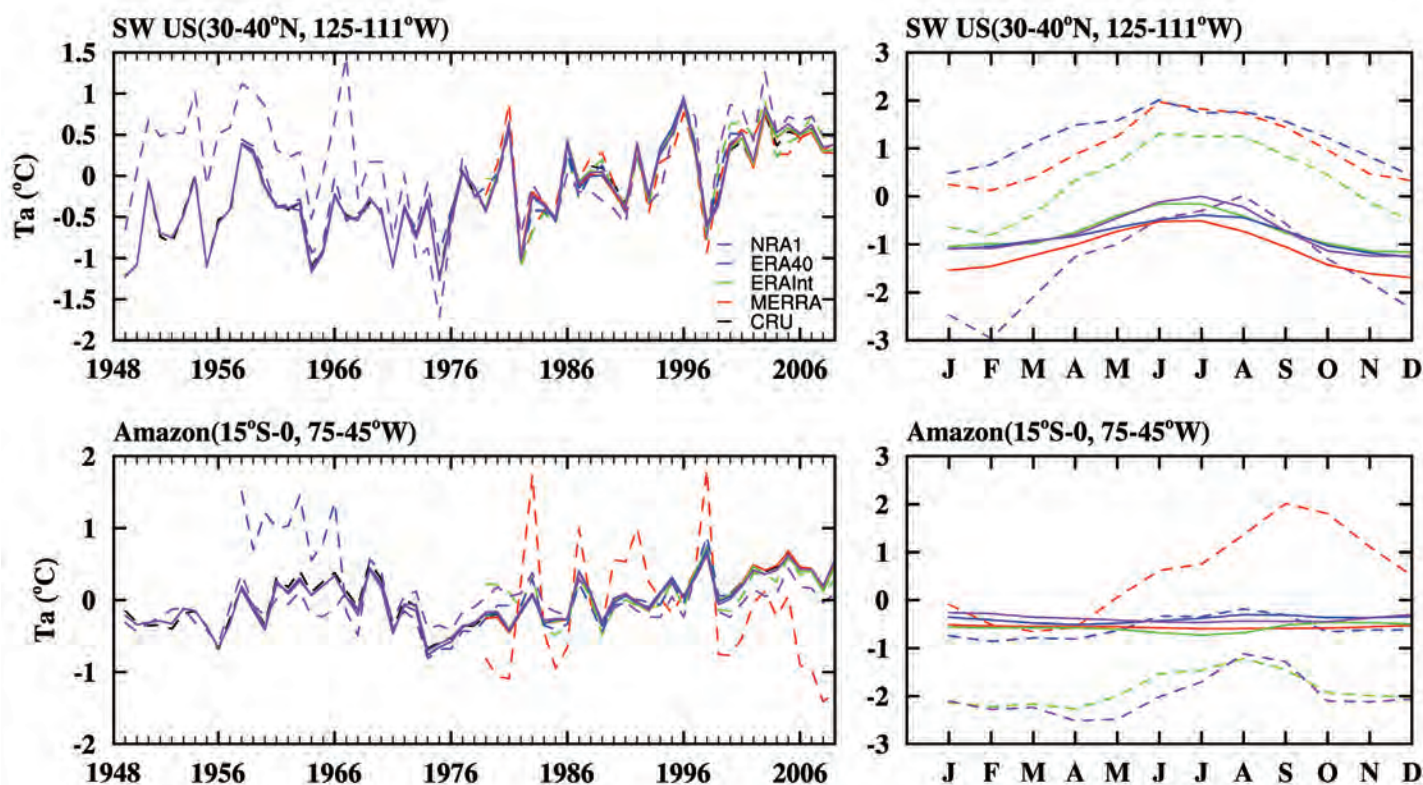 SW US(30-40°N, 125-111°W)
1.5
1
0.5
0
-0.5
-1
-1.5
-2
Ta (°C)
NRA1
ERA40
ERAInt
MERRA
CRU
1948 1956 1966 1976 1986 1996 2006
SW US(30-40°N, 125-111°W)
3
2
1
0
-1
-2
-3
J F M A M J J A S O N D
Amazon(15°S-0, 75-45°W)
2
1
0
-1
-2
Ta (°C)
1948 1956 1966 1976 1986 1996 2006
Amazon(15°S-0, 75-45°W)
3
2
1
0
-1
-2
-3
J F M A M J J A S O N D